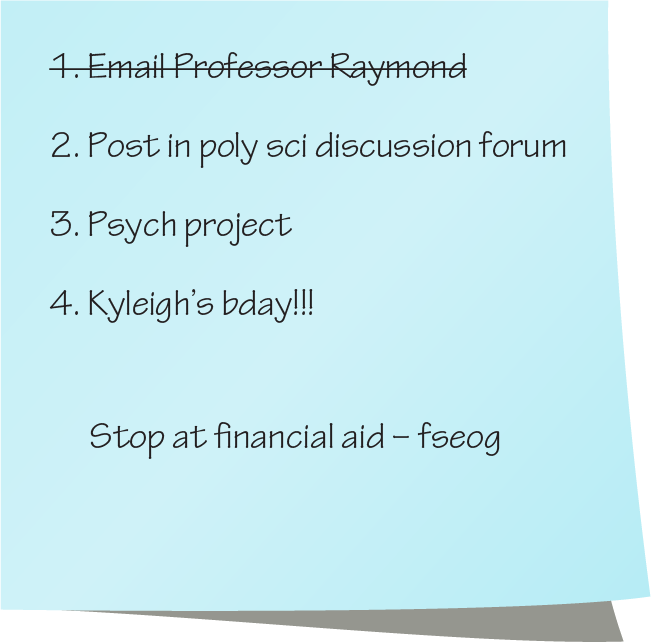 1. Email Professor Raymond
2. Post in poly sci discussion forum
3. Psych project
4. Kyleigh’s bday!!!
Stop at financial aid – fseog